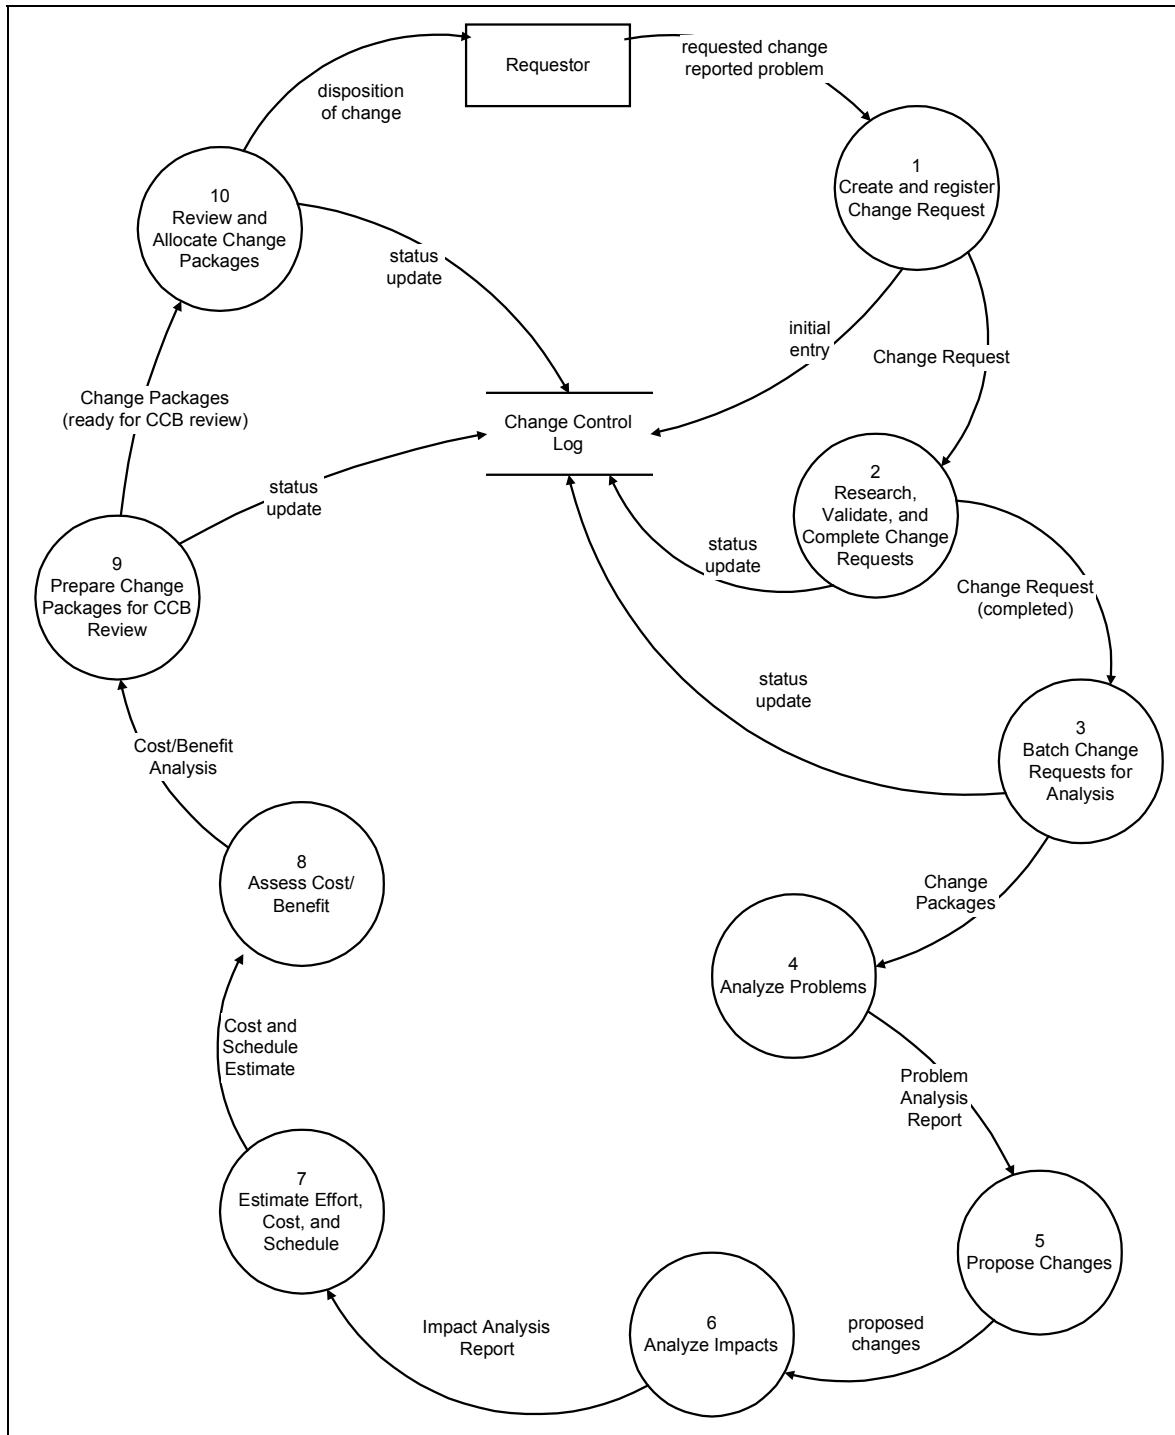 Requestor
requested change
reported problem
disposition
of change
1
Create and register
Change Request
10
Review and
Allocate Change
Packages
status
update
initial
entry
Change Request
Change Packages
(ready for CCB review)
Change Control
Log
2
Research,
Validate, and
Complete Change
Requests
status
update
status
update
9
Prepare Change
Packages for CCB
Review
Change Request
(completed)
status
update
3
Batch Change
Requests for
Analysis
Cost/Benefit
Analysis
8
Assess Cost/
Benefit
Change
Packages
4
Analyze Problems
Cost and
Schedule
Estimate
Problem
Analysis
Report
7
Estimate Effort,
Cost, and
Schedule
5
Propose Changes
Impact Analysis
Report
6
Analyze Impacts
proposed
changes